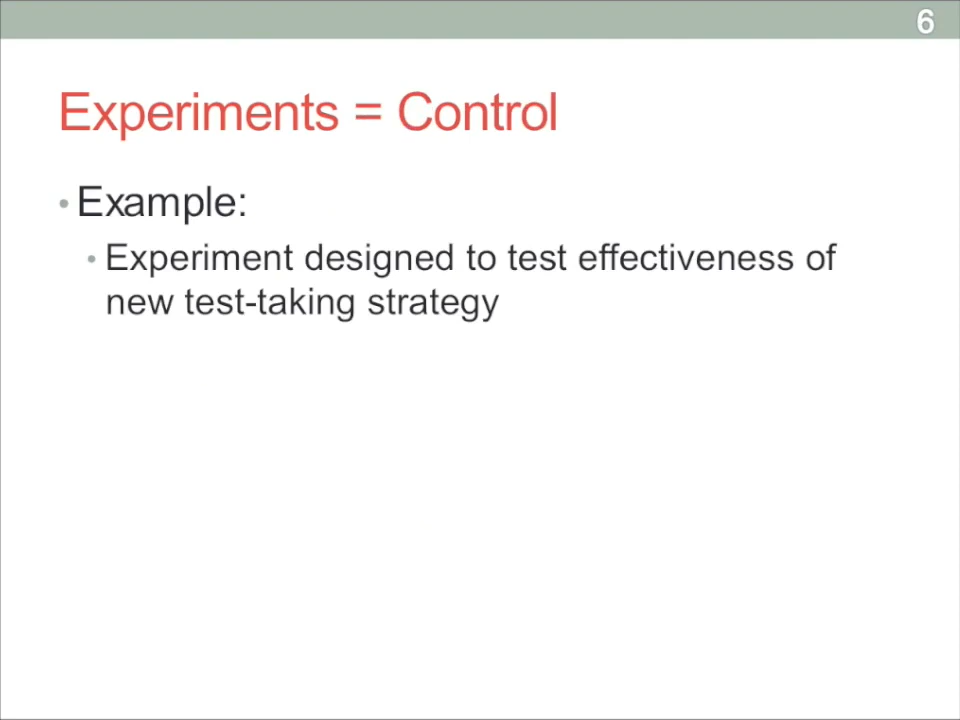 6
Experiments = Control
• Example:
• Experiment designed to test effectiveness of
new test-taking strategy